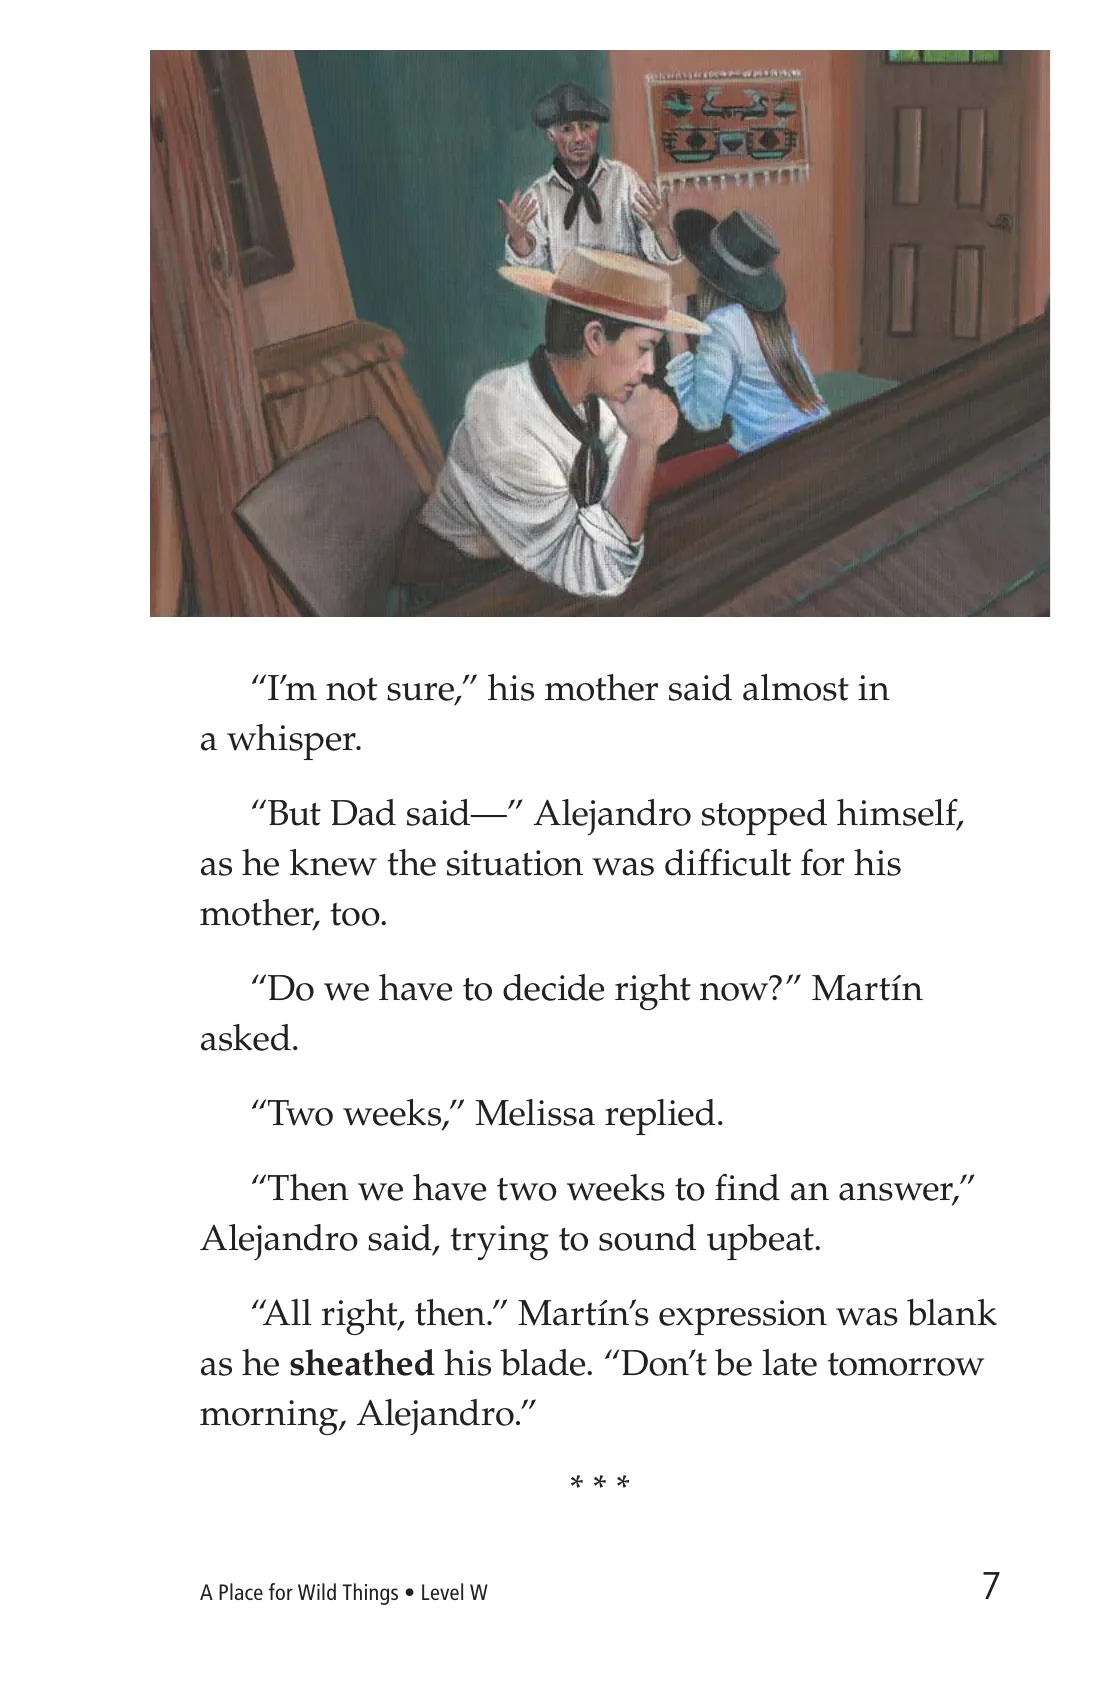 “I’m not sure,” his mother said almost in
a whisper.
“But Dad said—” Alejandro stopped himself,
as he knew the situation was difficult for his
mother, too.
“Do we have to decide right now?” Martín
asked.
“Two weeks,” Melissa replied.
“Then we have two weeks to find an answer,”
Alejandro said, trying to sound upbeat.
“All right, then.” Martín’s expression was blank
as he sheathed his blade. “Don’t be late tomorrow
morning, Alejandro.”
* * *
A Place for Wild Things • Level W
7